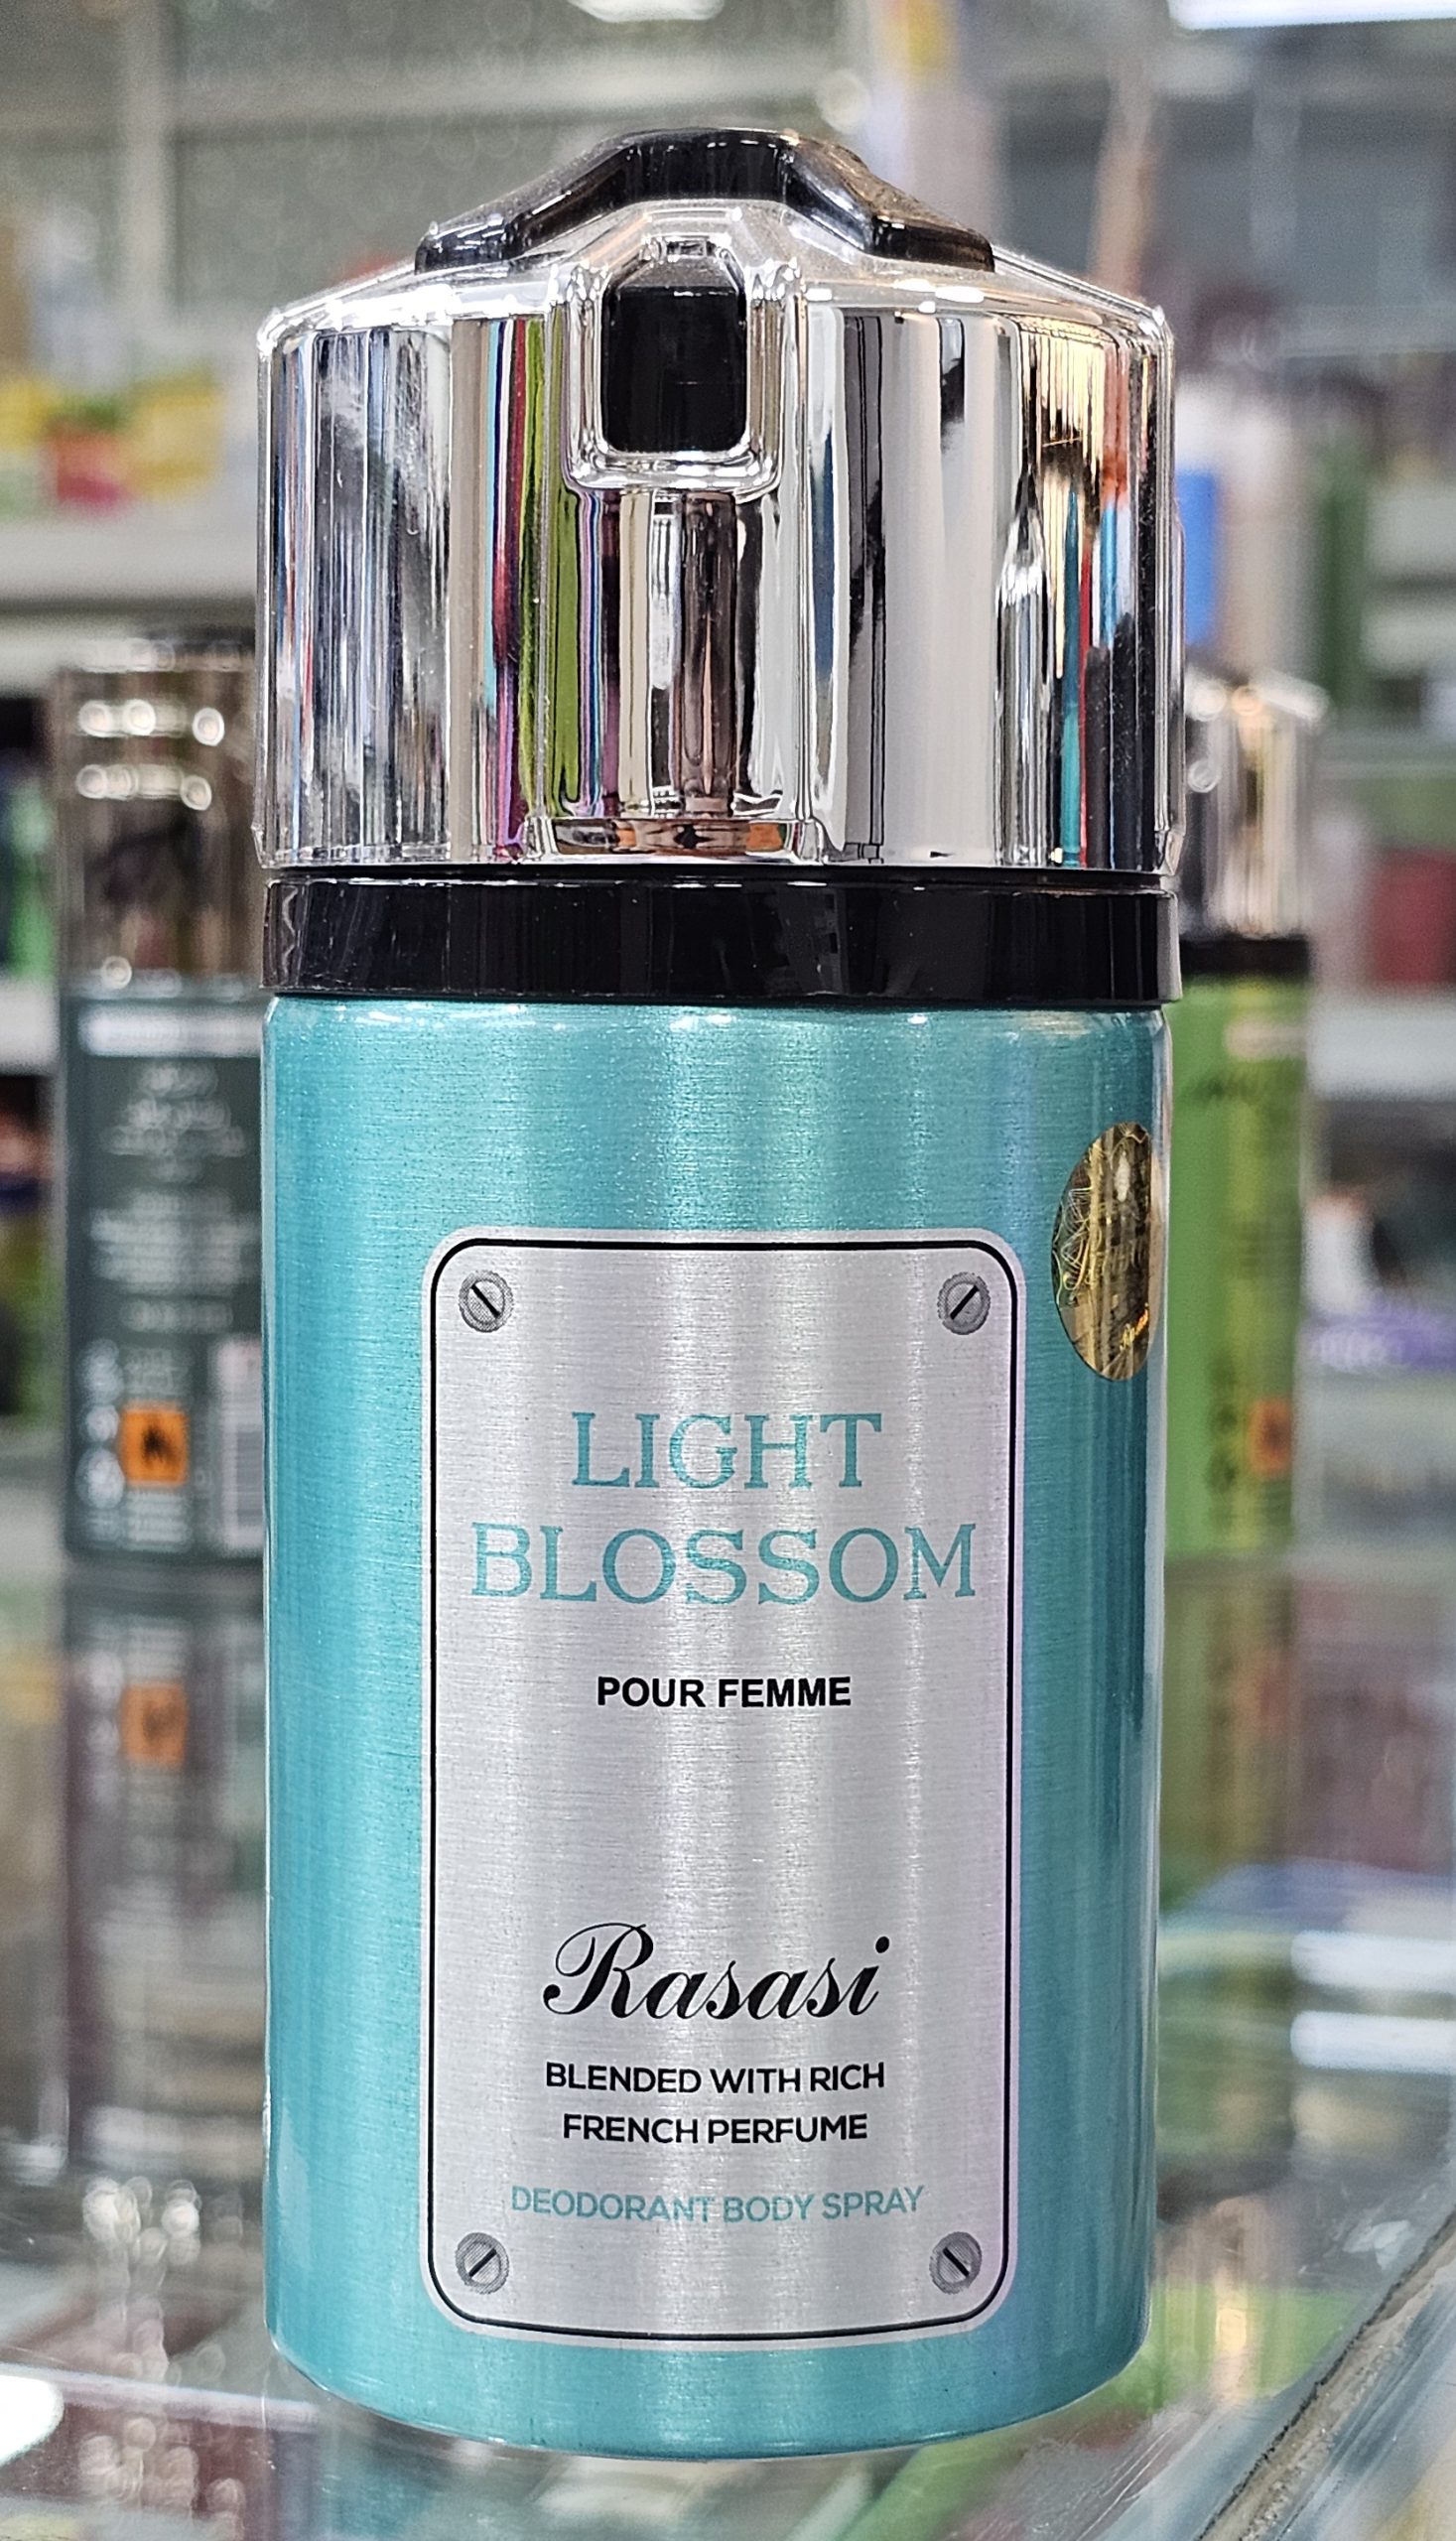 LIGHT
BLOSSOM
POUR FEMME
Rasasi
BLENDED WITH RICH
FRENCH PERFUME
DEODORANT BODY SPRAY